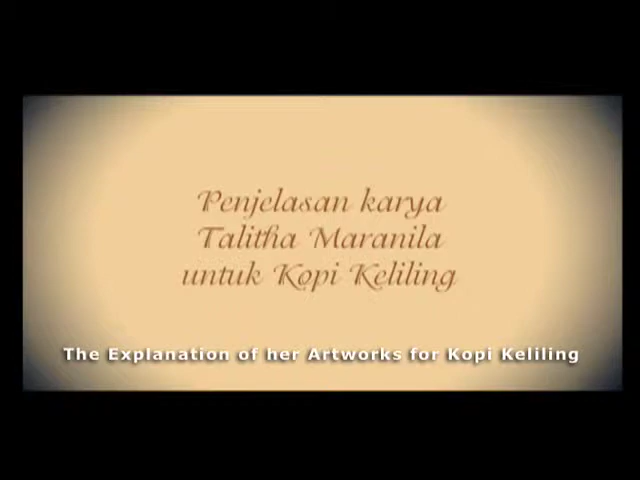 Penjelasan karya
Talitha Maranila
untuk Kopi Keliling
The Explanation of her Artworks for Kopi Keliling